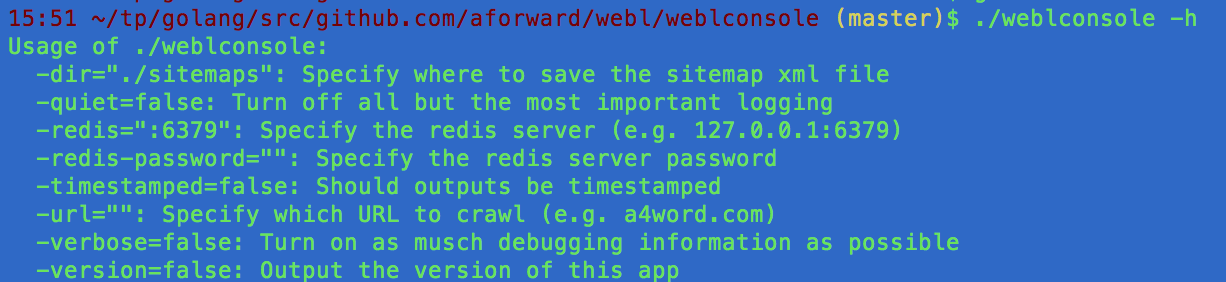 15:51 ~/tp/golang/src/github.com/aforward/webl/weblconsole (master)$ ./weblconsole -h
Usage of ./weblconsole:
  -dir="./sitemaps": Specify where to save the sitemap xml file
  -quiet=false: Turn off all but the most important logging
  -redis=":6379": Specify the redis server (e.g. 127.0.0.1:6379)
  -redis-password="": Specify the redis server password
  -timestamped=false: Should outputs be timestamped
  -url="": Specify which URL to crawl (e.g. a4word.com)
  -verbose=false: Turn on as musch debugging information as possible
  -version=false: Output the version of this app